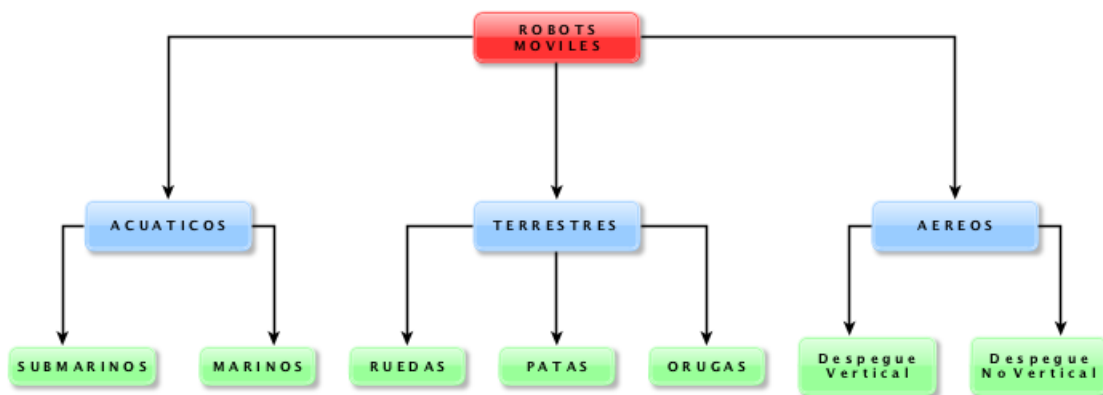 ROBOTS
MOVILES
ACUATICOS
TERRESTRES
AEREOS
SUBMARINOS
MARINOS
RUEDAS
PATAS
ORUGAS
Despegue
Vertical
Despegue
No Vertical